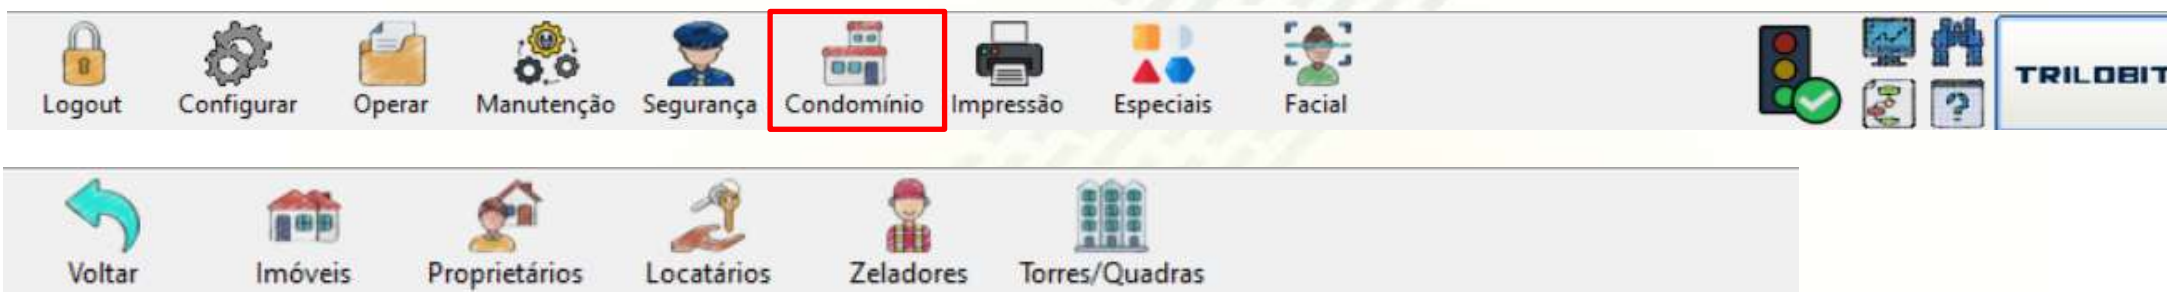 Logout Configurar Operar Manutenção Segurança Condomínio Impressão Especiais Facial TRILOBIT
Voltar Imóveis Proprietários Locatários Zeladores Torres/Quadras